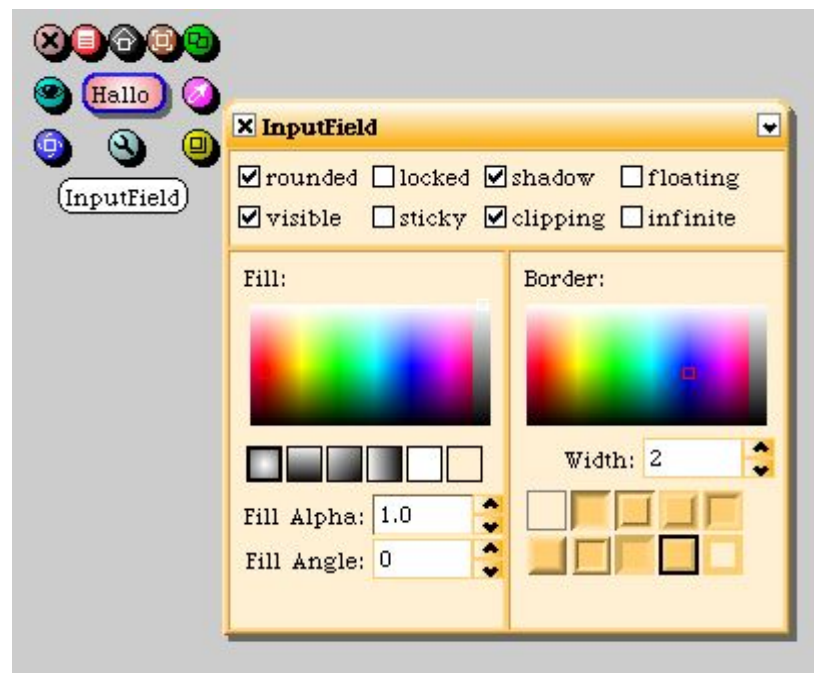 Hallo
InputField
InputField
rounded locked shadow floating
visible sticky clipping infinite
Fill:
Border:
Width: 2
Fill Alpha: 1.0
Fill Angle: 0